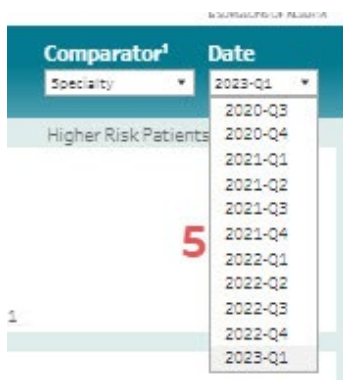 Comparator¹ Date
Specialty 2023-Q1
2020-Q3
Higher Risk Patients 2020-Q4
2021-Q1
2021-Q2
2021-Q3
5 2021-Q4
2022-Q1
2022-Q2
1 2022-Q3
2022-Q4
2023-Q1